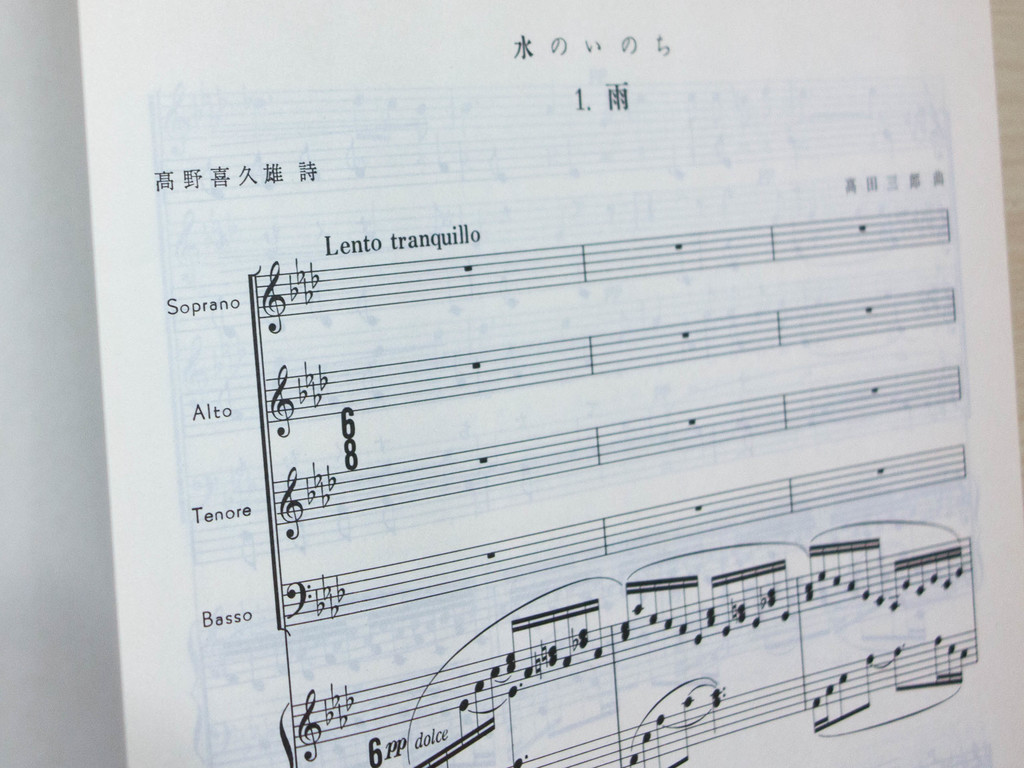 水のいのち
1. 雨
髙野喜久雄 詩
髙田三郎 曲
Lento tranquillo
Soprano
Alto
6
8
Tenore
Basso
6
pp dolce